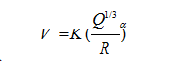 V = K ( Q^{1/3} / R )^α